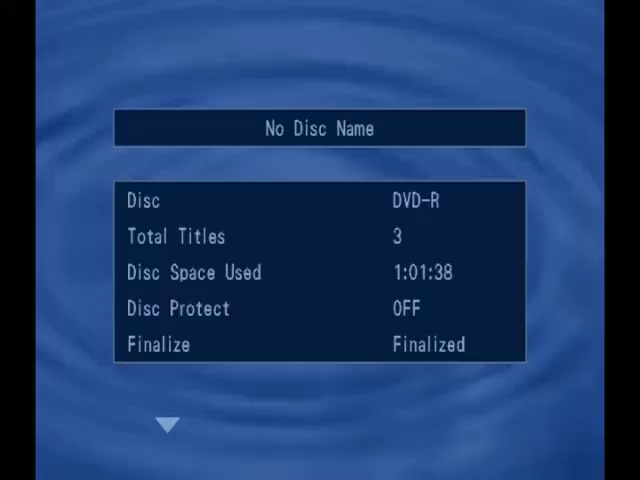 No Disc Name
Disc DVD-R
Total Titles 3
Disc Space Used 1:01:38
Disc Protect OFF
Finalize Finalized